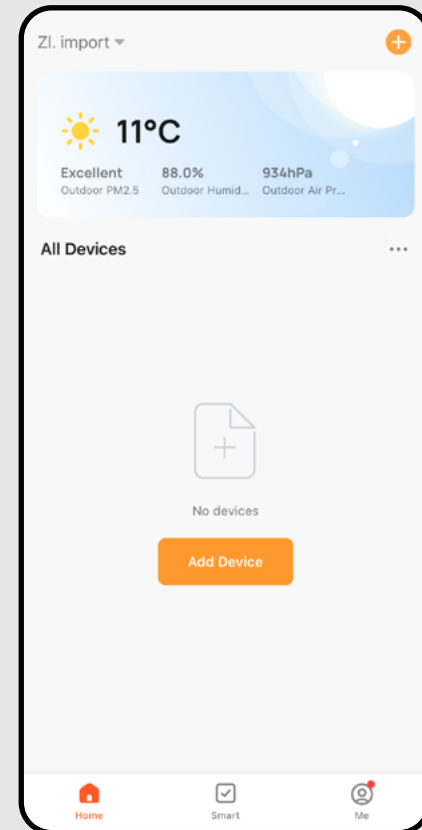 Zl. import
11°C
Excellent 88.0% 934hPa
Outdoor PM2.5 Outdoor Humid... Outdoor Air Pr...
All Devices
No devices
Add Device
Home Smart Me